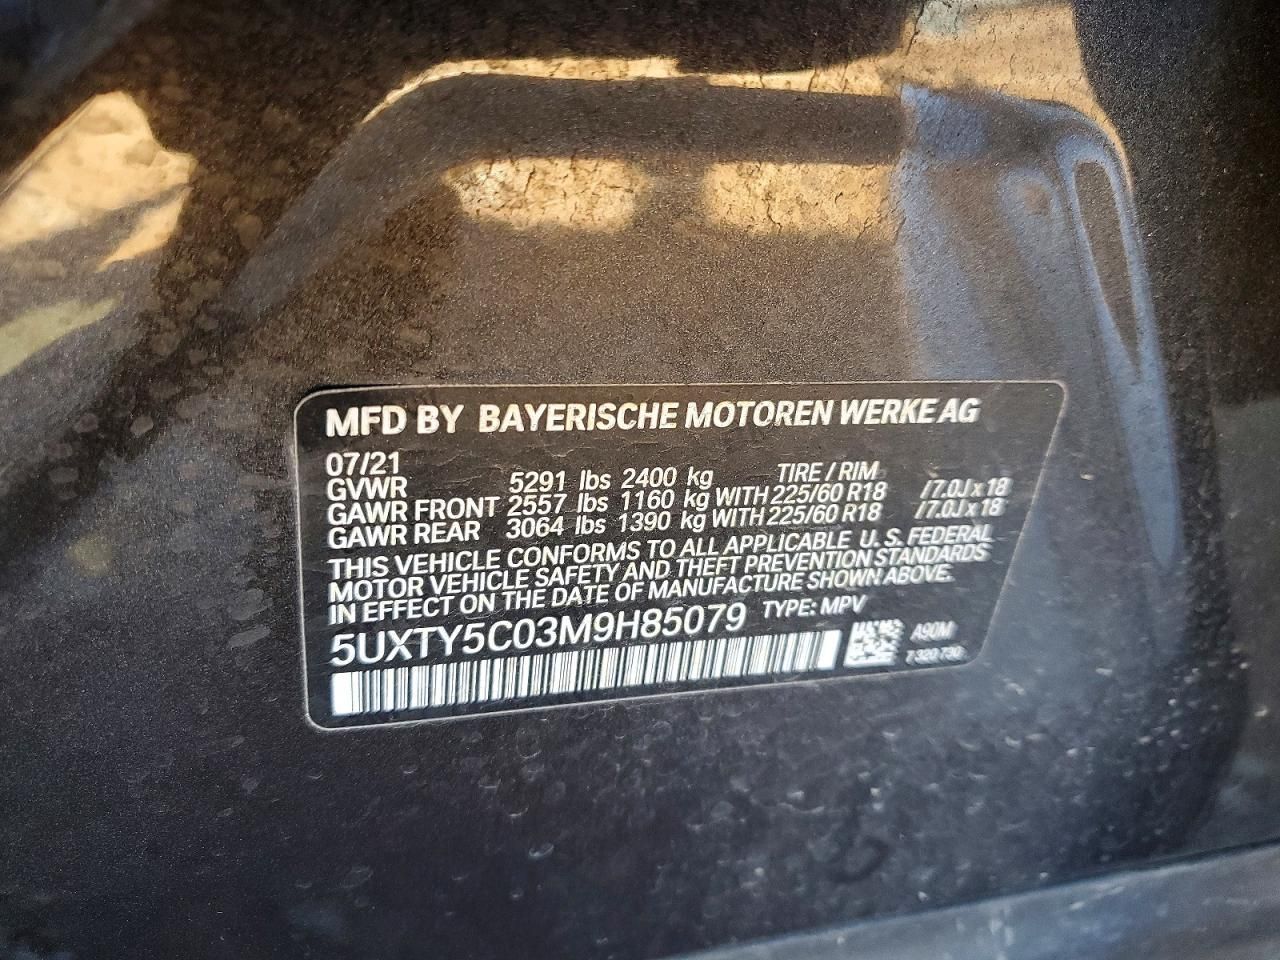 MFD BY BAYERISCHE MOTOREN WERKE AG
07/21
GVWR 5291 lbs 2400 kg TIRE / RIM
GAWR FRONT 2557 lbs 1160 kg WITH 225/60 R18 /7.0J x 18
GAWR REAR 3064 lbs 1390 kg WITH 225/60 R18 /7.0J x 18
THIS VEHICLE CONFORMS TO ALL APPLICABLE U. S. FEDERAL
MOTOR VEHICLE SAFETY AND THEFT PREVENTION STANDARDS
IN EFFECT ON THE DATE OF MANUFACTURE SHOWN ABOVE.
5UXTY5C03M9H85079 TYPE: MPV
A90M
7 320 730